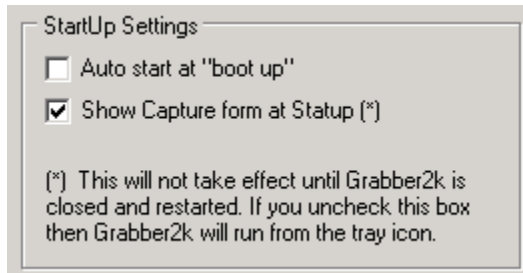 StartUp Settings
Auto start at "boot up"
Show Capture form at Statup (*)
(*) This will not take effect until Grabber2k is
closed and restarted. If you uncheck this box
then Grabber2k will run from the tray icon.